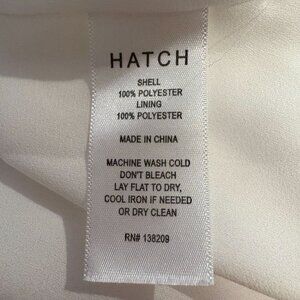 HATCH
SHELL
100% POLYESTER
LINING
100% POLYESTER
MADE IN CHINA
MACHINE WASH COLD
DON'T BLEACH
LAY FLAT TO DRY,
COOL IRON IF NEEDED
OR DRY CLEAN
RN# 138209